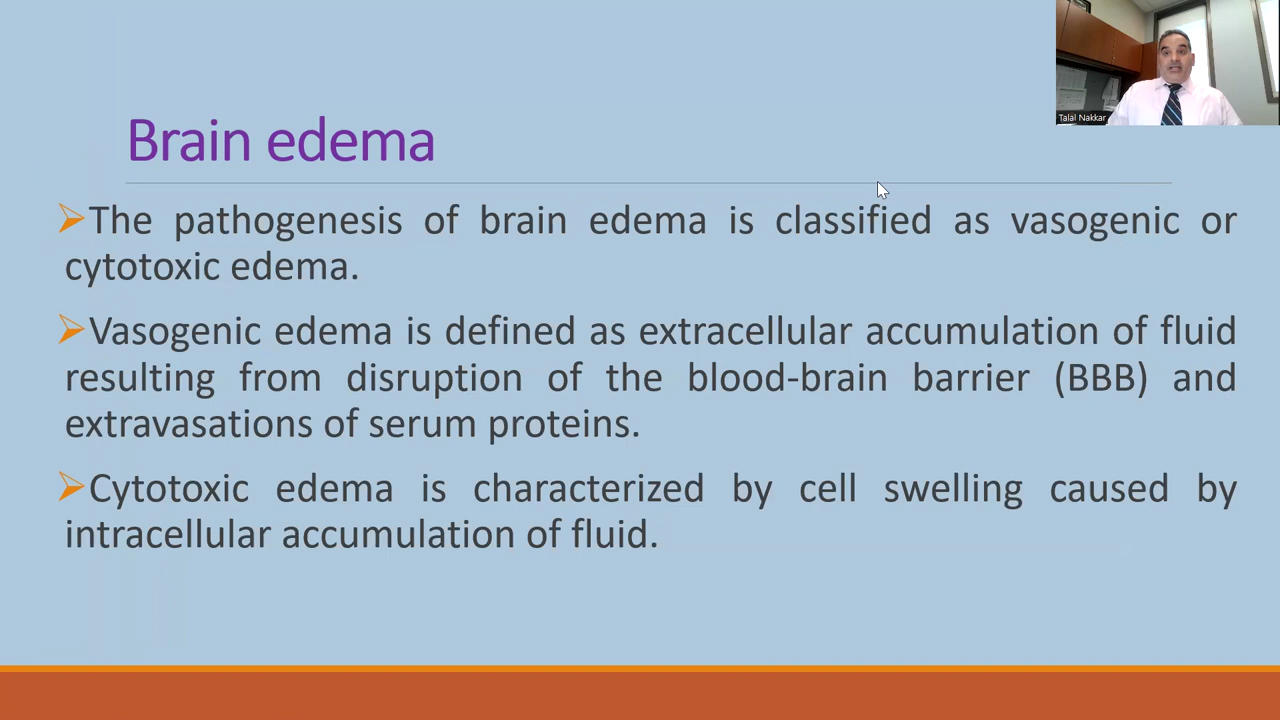 Talal Nakkar
Brain edema
The pathogenesis of brain edema is classified as vasogenic or
cytotoxic edema.
Vasogenic edema is defined as extracellular accumulation of fluid
resulting from disruption of the blood-brain barrier (BBB) and
extravasations of serum proteins.
Cytotoxic edema is characterized by cell swelling caused by
intracellular accumulation of fluid.